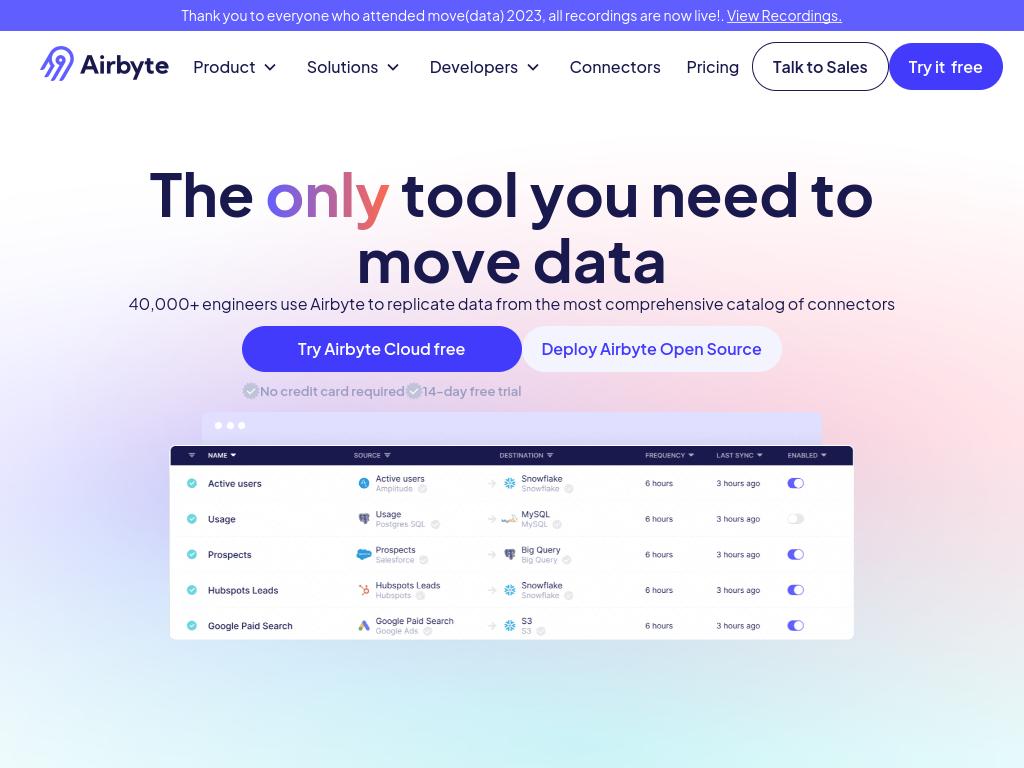 Thank you to everyone who attended move(data) 2023, all recordings are now live!. View Recordings.
Airbyte Product Solutions Developers Connectors Pricing Talk to Sales Try it free
The only tool you need to
move data
40,000+ engineers use Airbyte to replicate data from the most comprehensive catalog of connectors
Try Airbyte Cloud free Deploy Airbyte Open Source
No credit card required 14-day free trial
NAME SOURCE DESTINATION FREQUENCY LAST SYNC ENABLED
Active users Active users Snowflake 6 hours 3 hours ago
Amplitude Snowflake
Usage Usage MySQL 6 hours 3 hours ago
Postgres SQL MySQL
Prospects Prospects Big Query 6 hours 3 hours ago
Selesforce Big Query
Hubspots Leads Hubspots Leads Snowflake 6 hours 3 hours ago
Hubspots Snowflake
Google Paid Search Google Paid Search S3 6 hours 3 hours ago
Google Ads S3